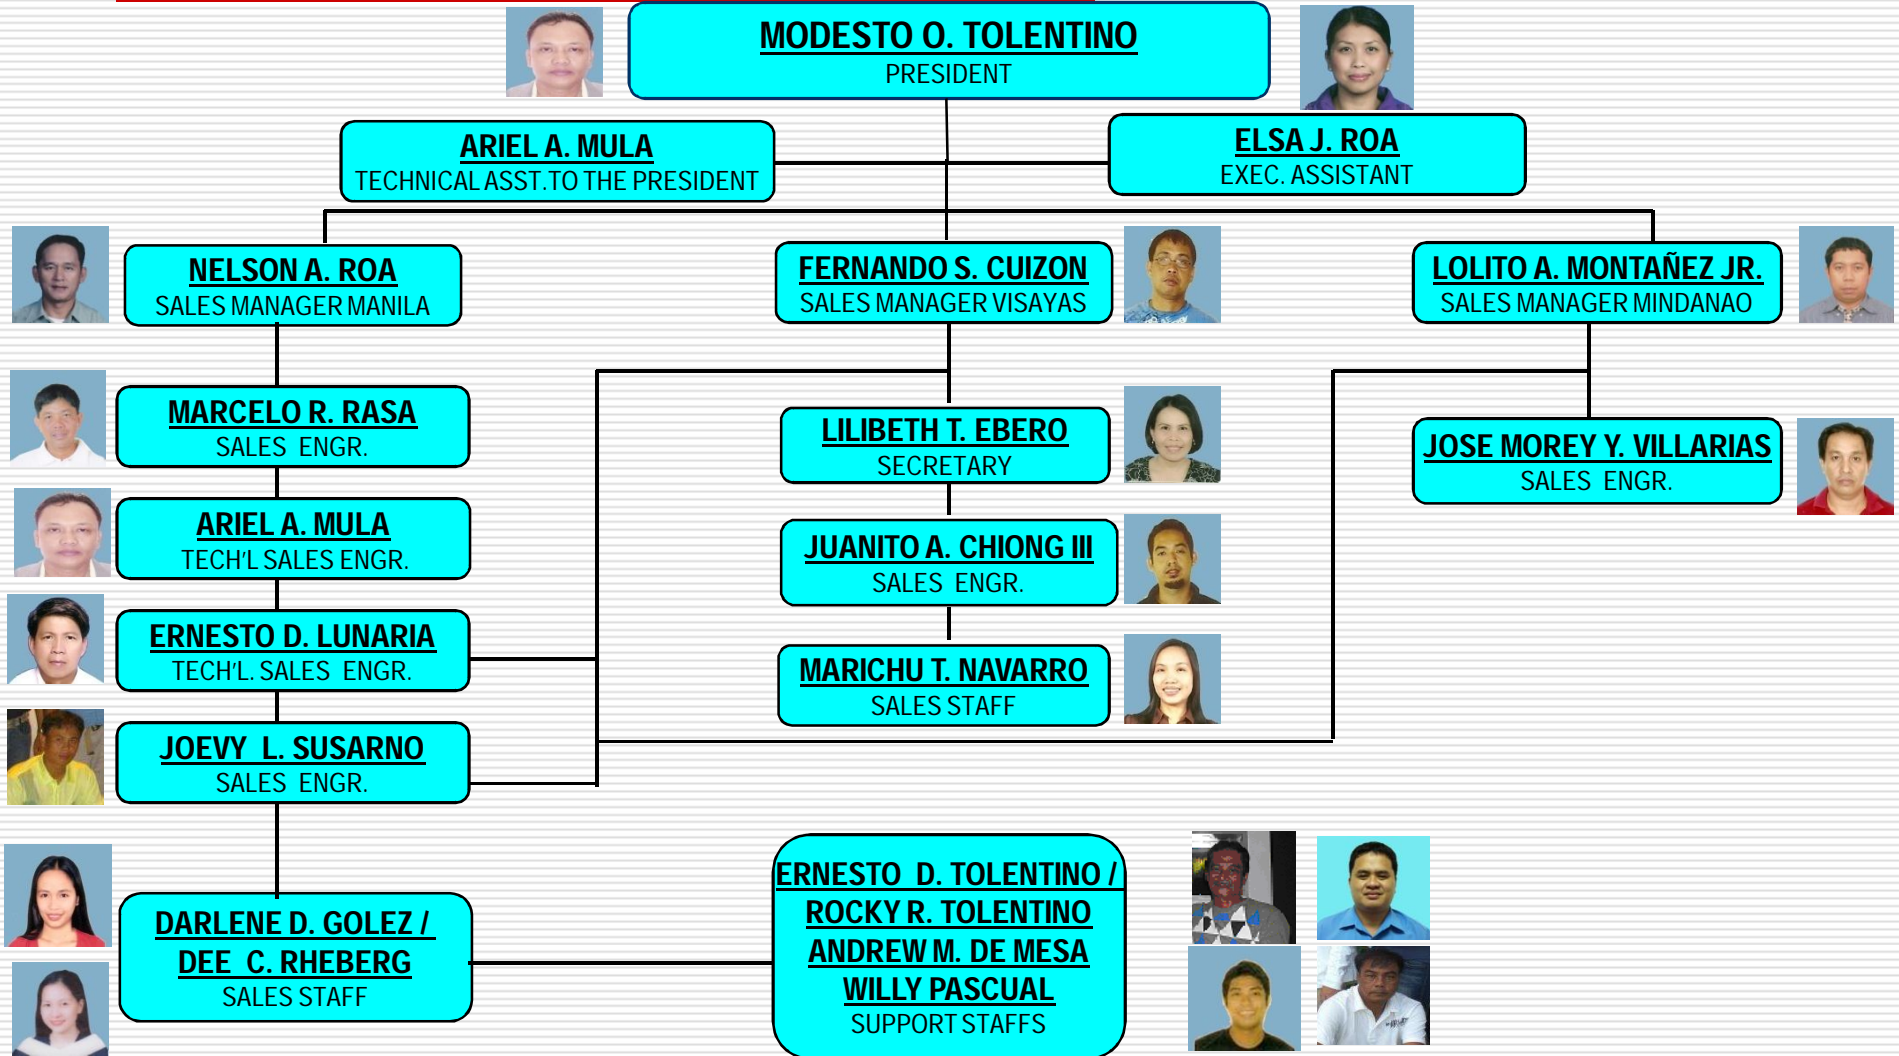 MODESTO O. TOLENTINO
PRESIDENT
ARIEL A. MULA
TECHNICAL ASST.TO THE PRESIDENT
ELSA J. ROA
EXEC. ASSISTANT
NELSON A. ROA
SALES MANAGER MANILA
FERNANDO S. CUIZON
SALES MANAGER VISAYAS
LOLITO A. MONTAÑEZ JR.
SALES MANAGER MINDANAO
MARCELO R. RASA
SALES ENGR.
LILIBETH T. EBERO
SECRETARY
JOSE MOREY Y. VILLARIAS
SALES ENGR.
ARIEL A. MULA
TECH'L SALES ENGR.
JUANITO A. CHIONG III
SALES ENGR.
ERNESTO D. LUNARIA
TECH'L. SALES ENGR.
MARICHU T. NAVARRO
SALES STAFF
JOEVY L. SUSARNO
SALES ENGR.
DARLENE D. GOLEZ /
DEE C. RHEBERG
SALES STAFF
ERNESTO D. TOLENTINO /
ROCKY R. TOLENTINO
ANDREW M. DE MESA
WILLY PASCUAL
SUPPORT STAFFS